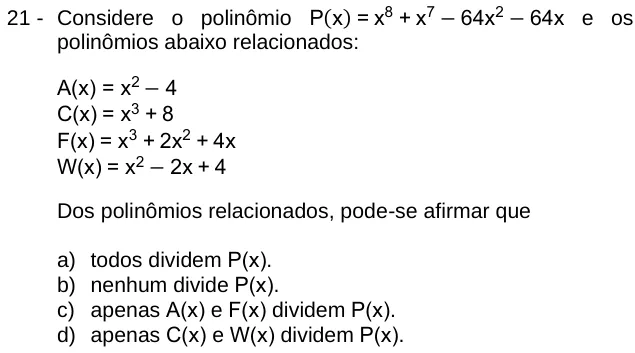 21 - Considere o polinômio P(x) = x⁸ + x⁷ – 64x² – 64x e os
polinômios abaixo relacionados:
A(x) = x² – 4
C(x) = x³ + 8
F(x) = x³ + 2x² + 4x
W(x) = x² – 2x + 4
Dos polinômios relacionados, pode-se afirmar que
a) todos dividem P(x).
b) nenhum divide P(x).
c) apenas A(x) e F(x) dividem P(x).
d) apenas C(x) e W(x) dividem P(x).